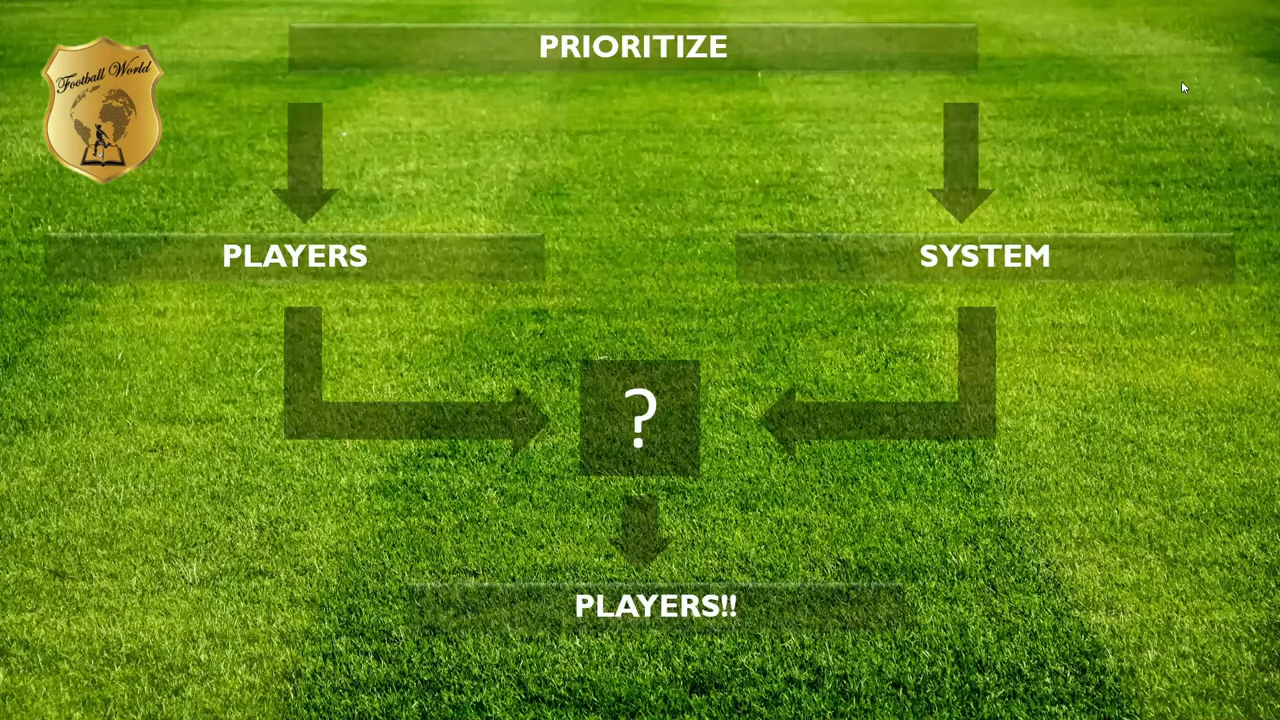 Football World
PRIORITIZE
PLAYERS
SYSTEM
?
PLAYERS!!